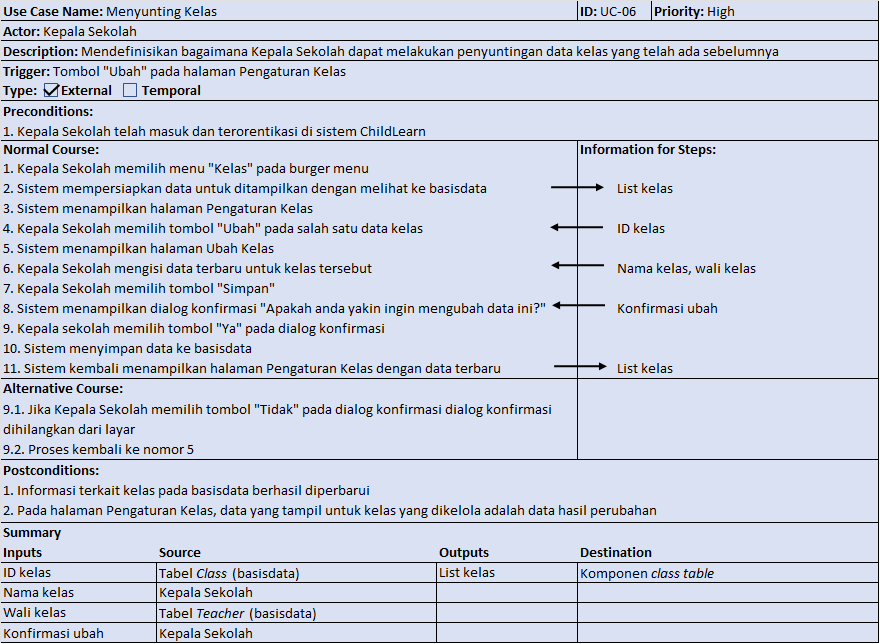 Use Case Name: Menyunting Kelas ID: UC-06 Priority: High
Actor: Kepala Sekolah
Description: Mendefinisikan bagaimana Kepala Sekolah dapat melakukan penyuntingan data kelas yang telah ada sebelumnya
Trigger: Tombol "Ubah" pada halaman Pengaturan Kelas
Type: External Temporal
Preconditions:
1. Kepala Sekolah telah masuk dan terorentikasi di sistem ChildLearn
Normal Course: Information for Steps:
1. Kepala Sekolah memilih menu "Kelas" pada burger menu
2. Sistem mempersiapkan data untuk ditampilkan dengan melihat ke basisdata List kelas
3. Sistem menampilkan halaman Pengaturan Kelas
4. Kepala Sekolah memilih tombol "Ubah" pada salah satu data kelas ID kelas
5. Sistem menampilkan halaman Ubah Kelas
6. Kepala Sekolah mengisi data terbaru untuk kelas tersebut Nama kelas, wali kelas
7. Kepala Sekolah memilih tombol "Simpan"
8. Sistem menampilkan dialog konfirmasi "Apakah anda yakin ingin mengubah data ini?" Konfirmasi ubah
9. Kepala sekolah memilih tombol "Ya" pada dialog konfirmasi
10. Sistem menyimpan data ke basisdata
11. Sistem kembali menampilkan halaman Pengaturan Kelas dengan data terbaru List kelas
Alternative Course:
9.1. Jika Kepala Sekolah memilih tombol "Tidak" pada dialog konfirmasi dialog konfirmasi
dihilangkan dari layar
9.2. Proses kembali ke nomor 5
Postconditions:
1. Informasi terkait kelas pada basisdata berhasil diperbarui
2. Pada halaman Pengaturan Kelas, data yang tampil untuk kelas yang dikelola adalah data hasil perubahan
Summary
Inputs Source Outputs Destination
ID kelas Tabel Class (basisdata) List kelas Komponen class table
Nama kelas Kepala Sekolah
Wali kelas Tabel Teacher (basisdata)
Konfirmasi ubah Kepala Sekolah